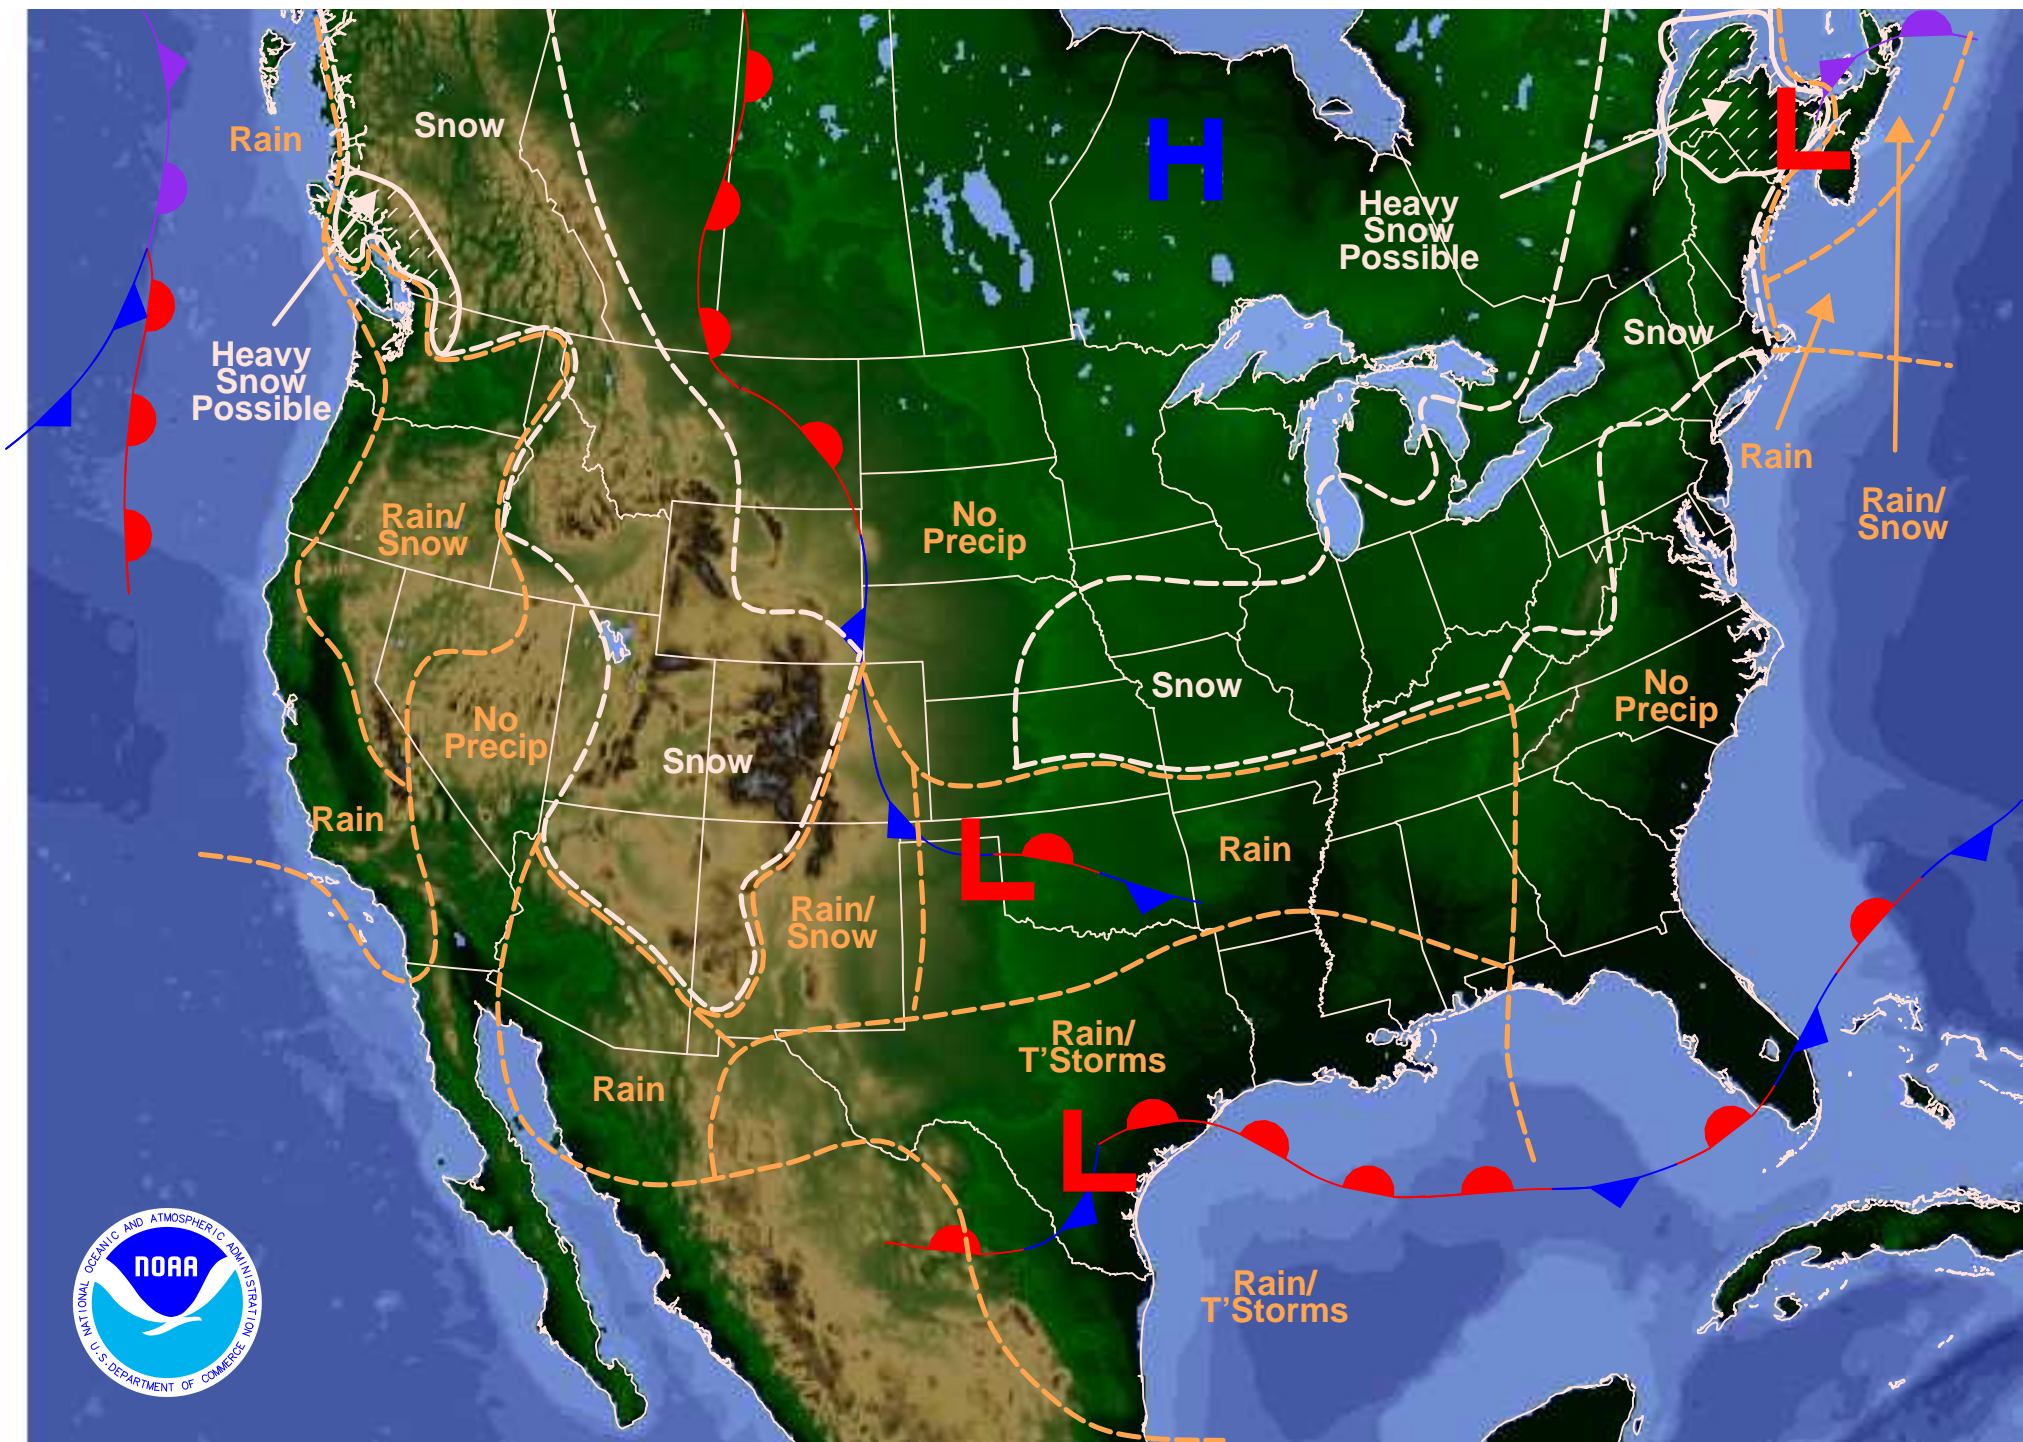 Rain
Snow
H
Heavy
Snow
Possible
L
Heavy
Snow
Possible
Snow
Rain
Rain/
Snow
Rain/
Snow
No
Precip
No
Precip
Snow
No
Precip
Snow
Rain
Rain
L
Rain/
Snow
Rain/
T'Storms
Rain
L
Rain/
T'Storms
NATIONAL OCEANIC AND ATMOSPHERIC ADMINISTRATION
NOAA
U.S. DEPARTMENT OF COMMERCE